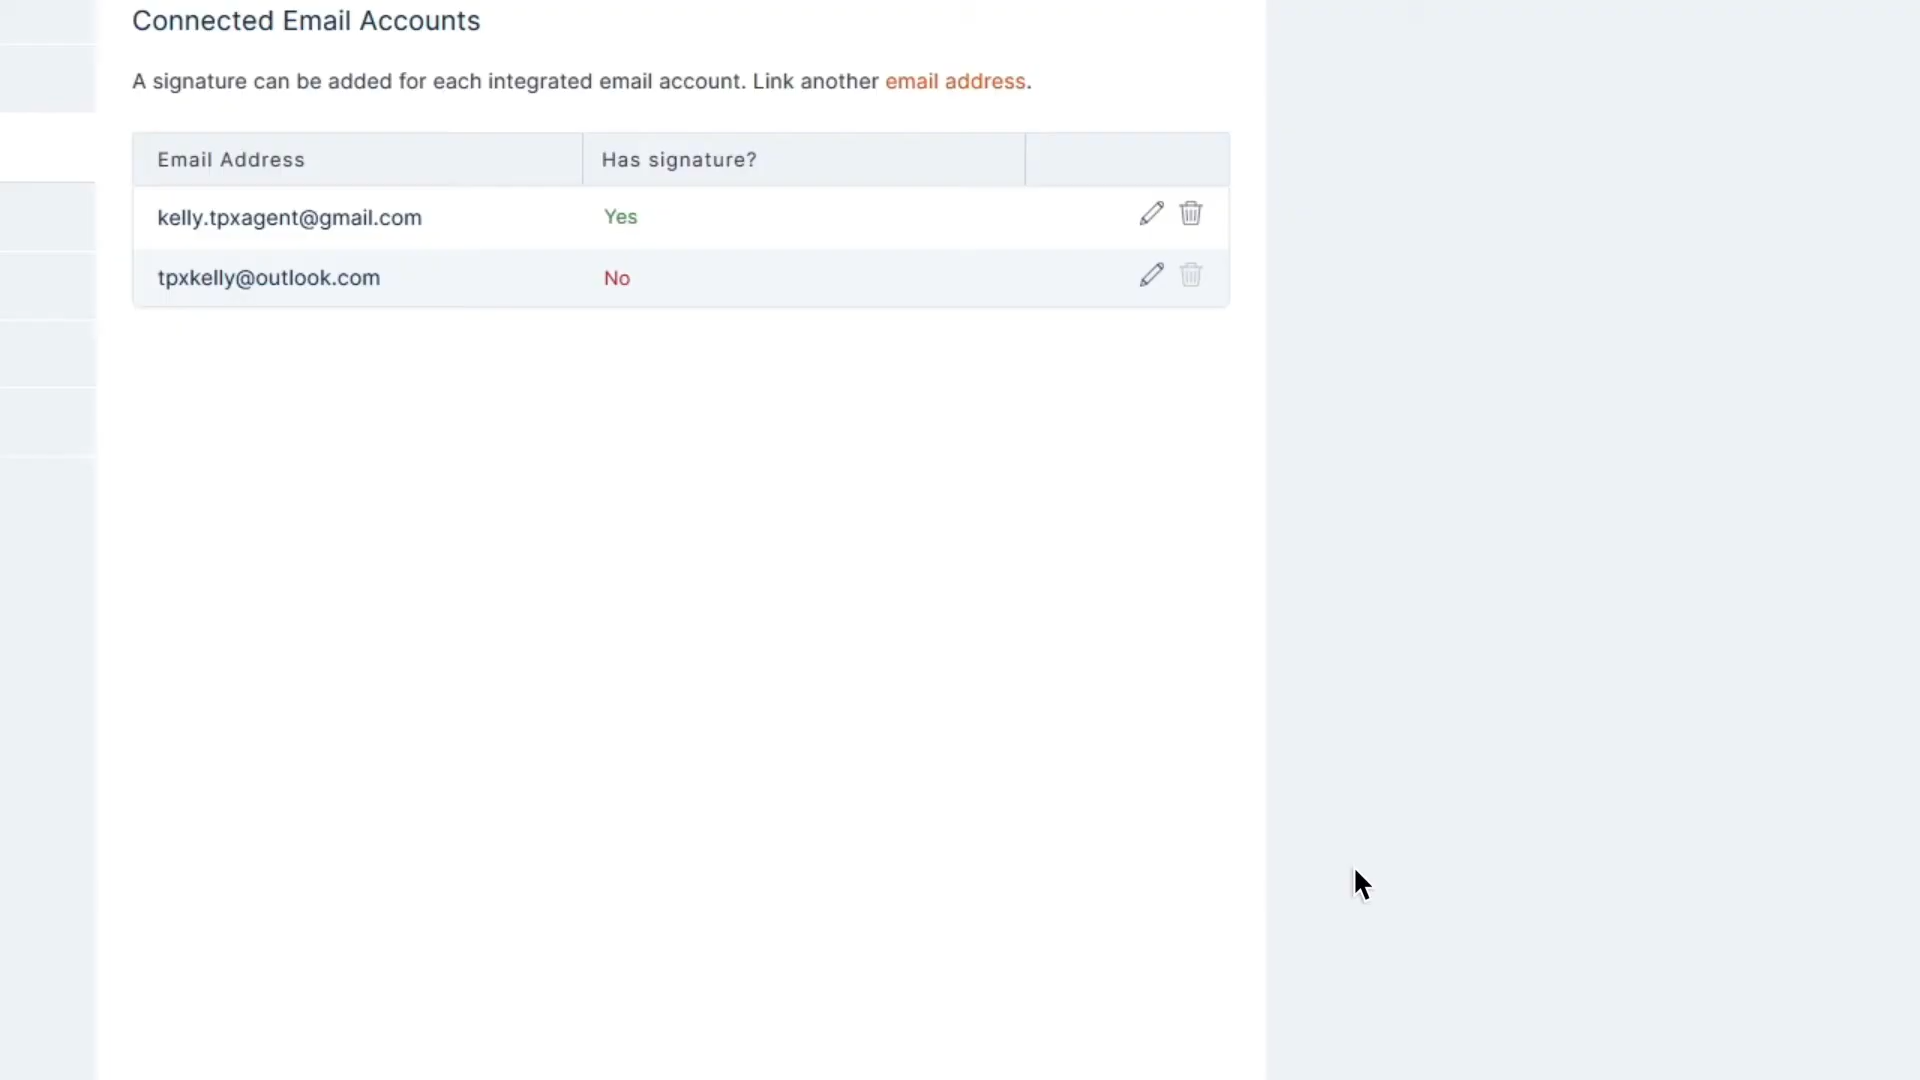 Connected Email Accounts
A signature can be added for each integrated email account. Link another email address.
Email Address Has signature?
kelly.tpxagent@gmail.com Yes
tpxkelly@outlook.com No